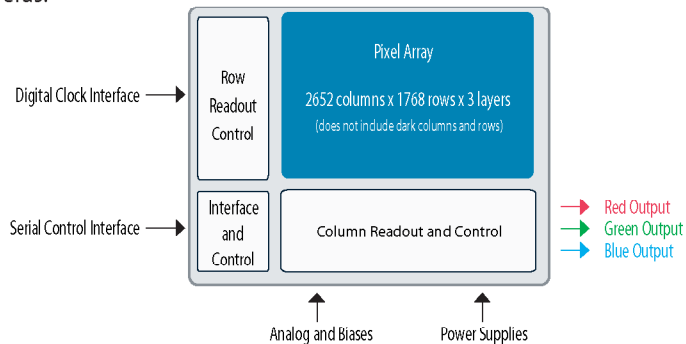 Pixel Array
2652 columns x 1768 rows x 3 layers
(does not include dark columns and rows)
Row
Readout
Control
Digital Clock Interface
Interface
and
Control
Serial Control Interface
Column Readout and Control
Red Output
Green Output
Blue Output
Analog and Biases
Power Supplies